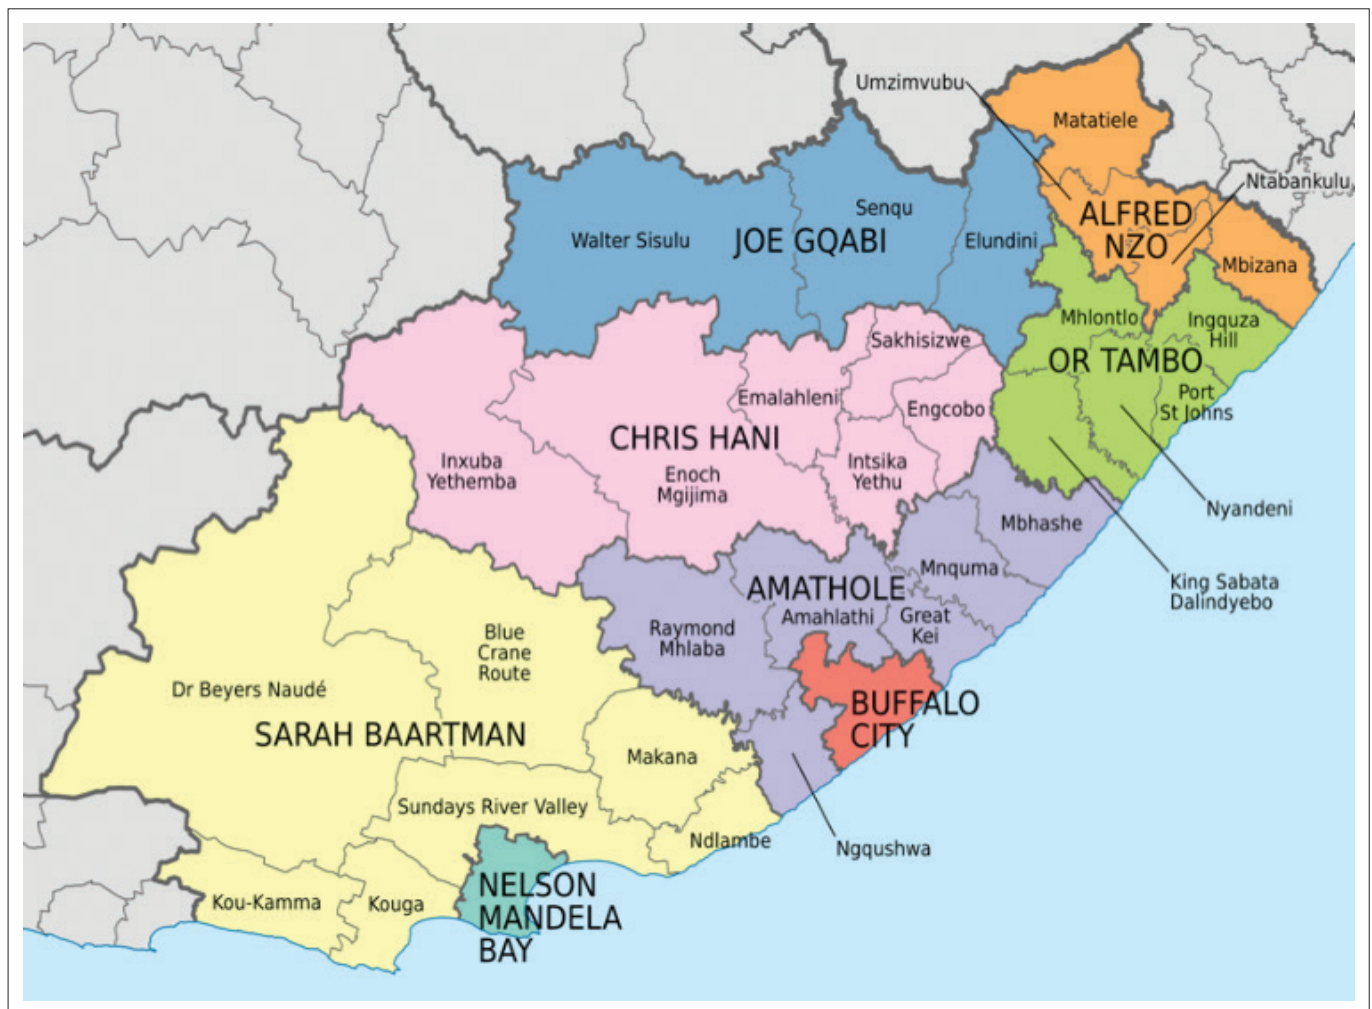 Umzimvubu
Matatiele
Ntabankulu
ALFRED
NZO
Mbizana
Walter Sisulu
JOE GQABI
Senqu
Elundini
Mhlontlo
Ingquza
Hill
OR TAMBO
Port
St Johns
Sakhisizwe
Emalahleni
Engcobo
CHRIS HANI
Inxuba
Yethemba
Enoch
Mgijima
Intsika
Yethu
Nyandeni
King Sabata
Dalindyebo
Mbhashe
Mnquma
AMATHOLE
Amahlathi
Great
Kei
Raymond
Mhlaba
Blue
Crane
Route
Dr Beyers Naudé
SARAH BAARTMAN
BUFFALO
CITY
Makana
Sundays River Valley
Ndlambe
Ngqushwa
Kou-Kamma
Kouga
NELSON
MANDELA
BAY